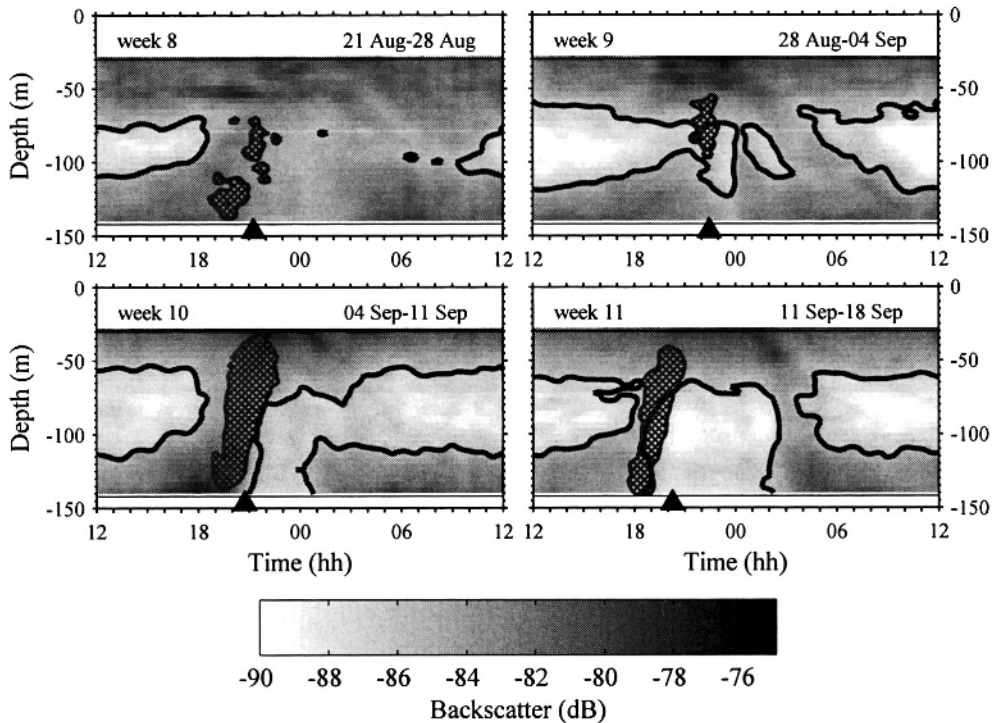 0
week 8 21 Aug-28 Aug
-50
-100
-150
12 18 00 06 12
Depth (m)
week 9 28 Aug-04 Sep
0
-50
-100
-150
12 18 00 06 12
0
week 10 04 Sep-11 Sep
-50
-100
-150
12 18 00 06 12
Depth (m)
Time (hh)
week 11 11 Sep-18 Sep
0
-50
-100
-150
12 18 00 06 12
Time (hh)
-90 -88 -86 -84 -82 -80 -78 -76
Backscatter (dB)